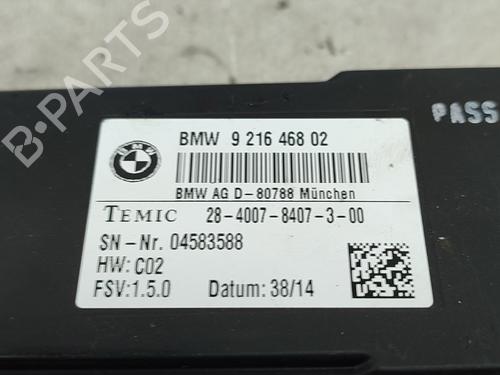 PASS
BMW
BMW 9 216 468 02
BMW AG D-80788 München
TEMIC 28-4007-8407-3-00
SN-Nr. 04583588
HW: C02
FSV:1.5.0 Datum: 38/14